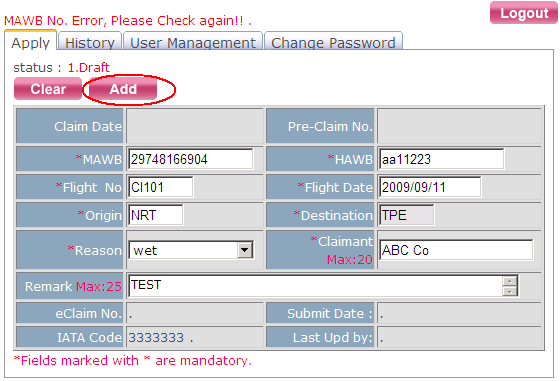 Logout
MAWB No. Error, Please Check again!! .
Apply History User Management Change Password
status : 1.Draft
Clear Add
Claim Date Pre-Claim No.
*MAWB 29748166904 *HAWB aa11223
*Flight No CI101 *Flight Date 2009/09/11
*Origin NRT *Destination TPE
*Reason wet *Claimant Max:20 ABC Co
Remark Max:25 TEST
eClaim No. . Submit Date : .
IATA Code 3333333 . Last Upd by: .
*Fields marked with * are mandatory.